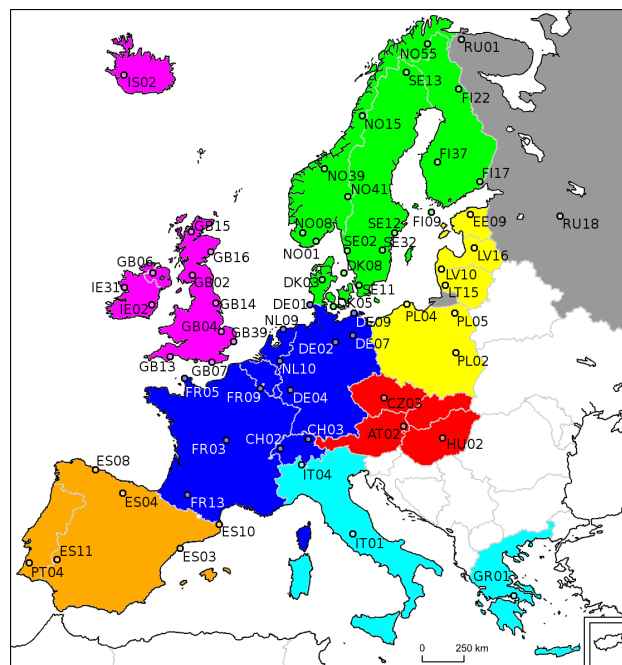 NO55
RU01
IS02
SE13
FI22
NO15
FI37
NO39
FI17
NO41
GB15
NO08
SE12
FI09
EE09
RU18
NO01
SE02
SE32
GB16
LV16
GB06
DK08
LV10
GB02
DK03
IE31
SE11
LT15
IE02
GB14
DE01
DK05
PL04
PL05
GB04
NL09
DE09
GB39
DE02
DE07
PL02
GB13
GB07
NL10
FR05
FR09
DE04
CZ03
CH03
AT02
FR03
CH02
HU02
ES08
IT04
ES04
FR13
ES10
IT01
ES11
ES03
PT04
GR01
0 250 km